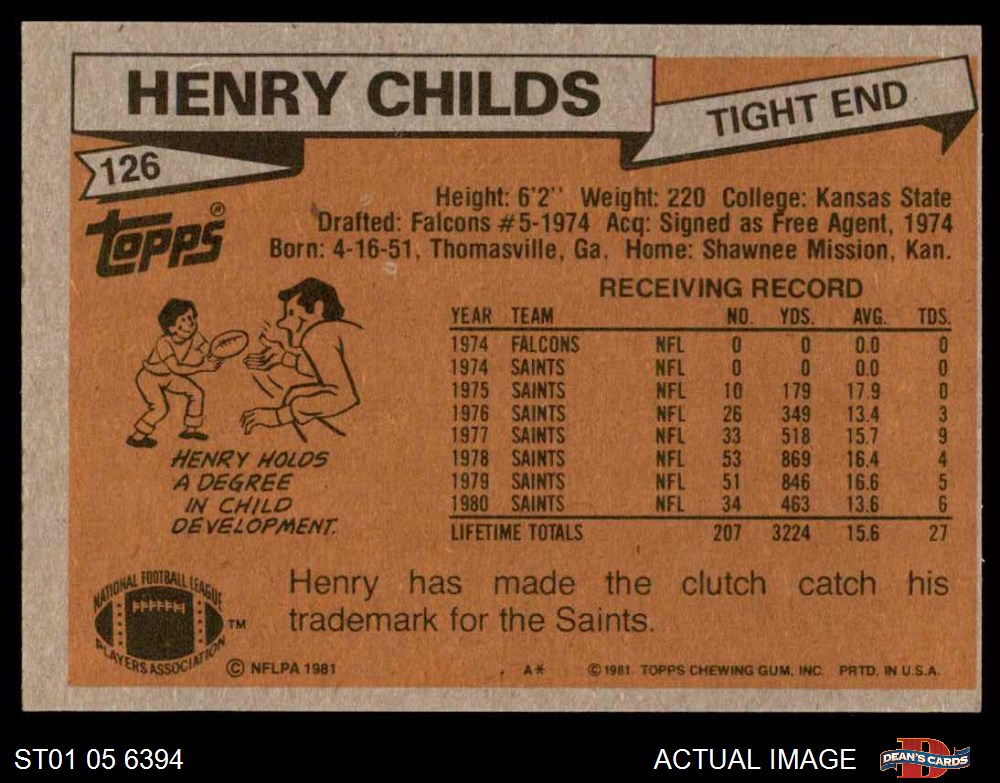 HENRY CHILDS
TIGHT END
126
topps®
Height: 6'2'' Weight: 220 College: Kansas State
Drafted: Falcons #5-1974 Acq: Signed as Free Agent, 1974
Born: 4-16-51, Thomasville, Ga. Home: Shawnee Mission, Kan.
RECEIVING RECORD
YEAR TEAM NO. YDS. AVG. TDS.
1974 FALCONS NFL 0 0 0.0 0
1974 SAINTS NFL 0 0 0.0 0
1975 SAINTS NFL 10 179 17.9 0
1976 SAINTS NFL 26 349 13.4 3
1977 SAINTS NFL 33 518 15.7 9
1978 SAINTS NFL 53 869 16.4 4
1979 SAINTS NFL 51 846 16.6 5
1980 SAINTS NFL 34 463 13.6 6
LIFETIME TOTALS 207 3224 15.6 27
HENRY HOLDS
A DEGREE
IN CHILD
DEVELOPMENT.
Henry has made the clutch catch his
trademark for the Saints.
NATIONAL FOOTBALL LEAGUE
PLAYERS ASSOCIATION
TM
© NFLPA 1981
A*
© 1981 TOPPS CHEWING GUM, INC. PRTD. IN U.S.A.
ST01 05 6394
ACTUAL IMAGE
D
DEAN'S CARDS